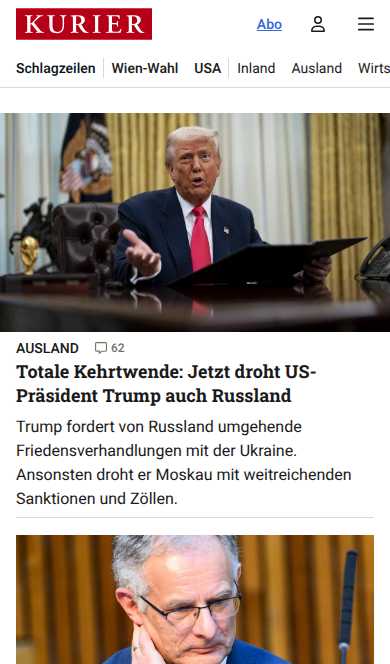 KURIER
Abo
Schlagzeilen Wien-Wahl USA Inland Ausland Wirts
AUSLAND 62
Totale Kehrtwende: Jetzt droht US-
Präsident Trump auch Russland
Trump fordert von Russland umgehende
Friedensverhandlungen mit der Ukraine.
Ansonsten droht er Moskau mit weitreichenden
Sanktionen und Zöllen.